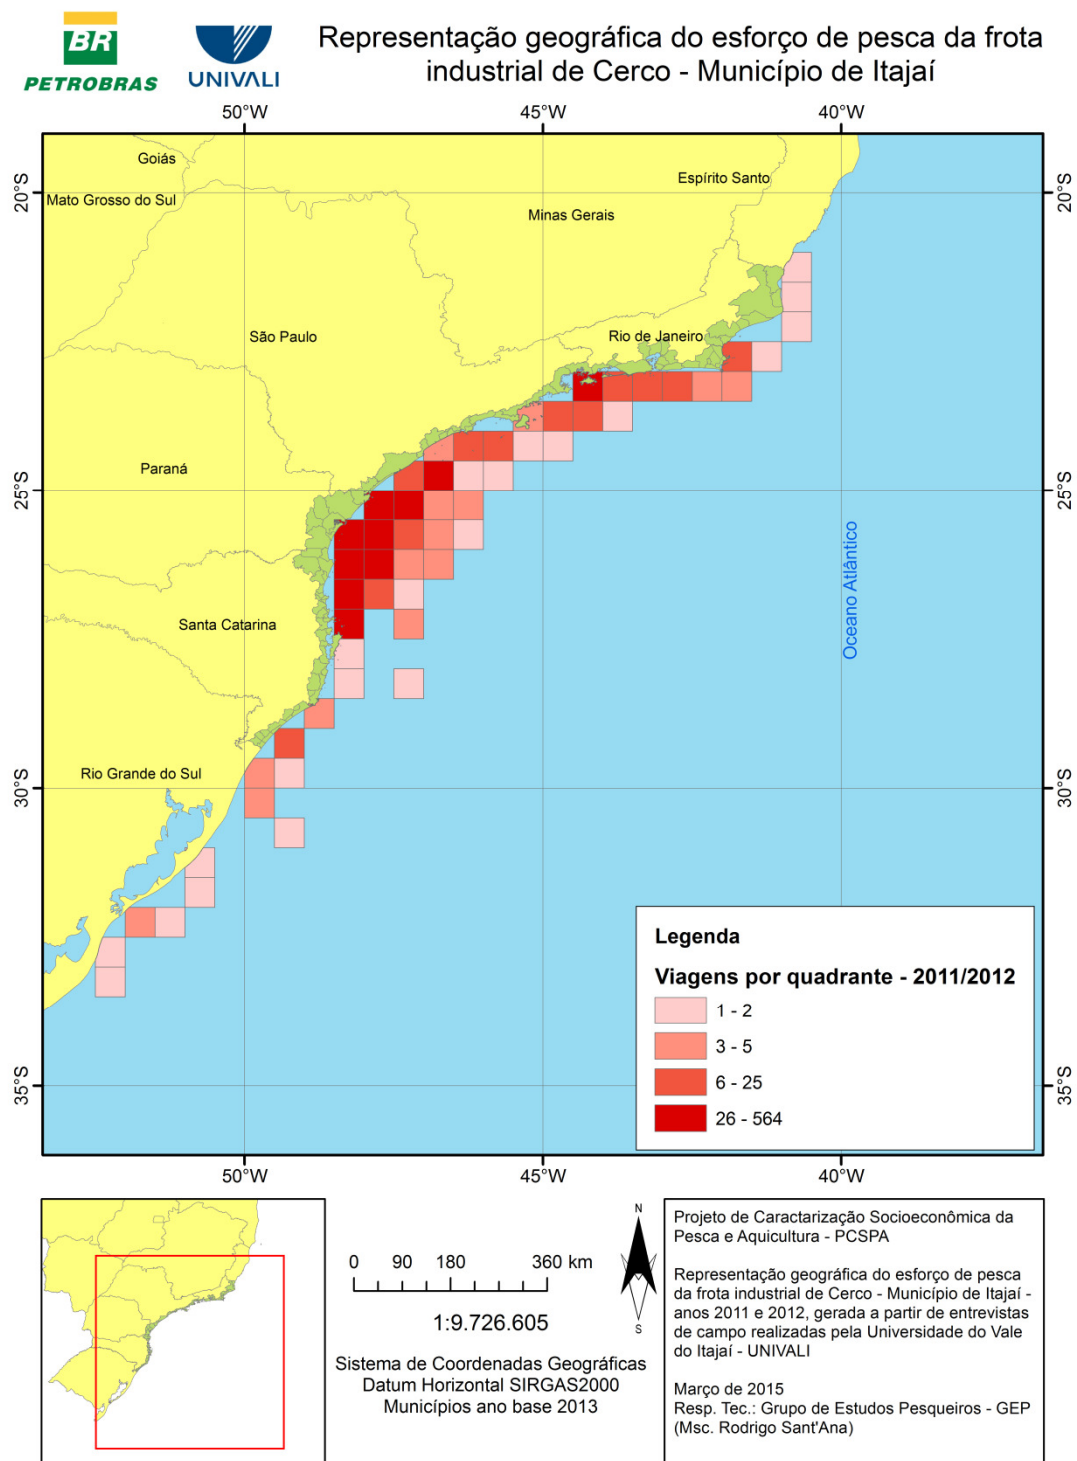 BR
PETROBRAS
UNIVALI
Representação geográfica do esforço de pesca da frota
industrial de Cerco - Município de Itajaí
50°W
45°W
40°W
Goiás
Espírito Santo
20°S
20°S
Mato Grosso do Sul
Minas Gerais
São Paulo
Rio de Janeiro
Paraná
25°S
25°S
Oceano Atlântico
Santa Catarina
Rio Grande do Sul
30°S
30°S
Legenda
Viagens por quadrante - 2011/2012
1 - 2
3 - 5
6 - 25
26 - 564
35°S
35°S
50°W
45°W
40°W
0 90 180 360 km
1:9.726.605
Sistema de Coordenadas Geográficas
Datum Horizontal SIRGAS2000
Municípios ano base 2013
N
S
Projeto de Caractarização Socioeconômica da
Pesca e Aquicultura - PCSPA
Representação geográfica do esforço de pesca
da frota industrial de Cerco - Município de Itajaí -
anos 2011 e 2012, gerada a partir de entrevistas
de campo realizadas pela Universidade do Vale
do Itajaí - UNIVALI
Março de 2015
Resp. Tec.: Grupo de Estudos Pesqueiros - GEP
(Msc. Rodrigo Sant'Ana)